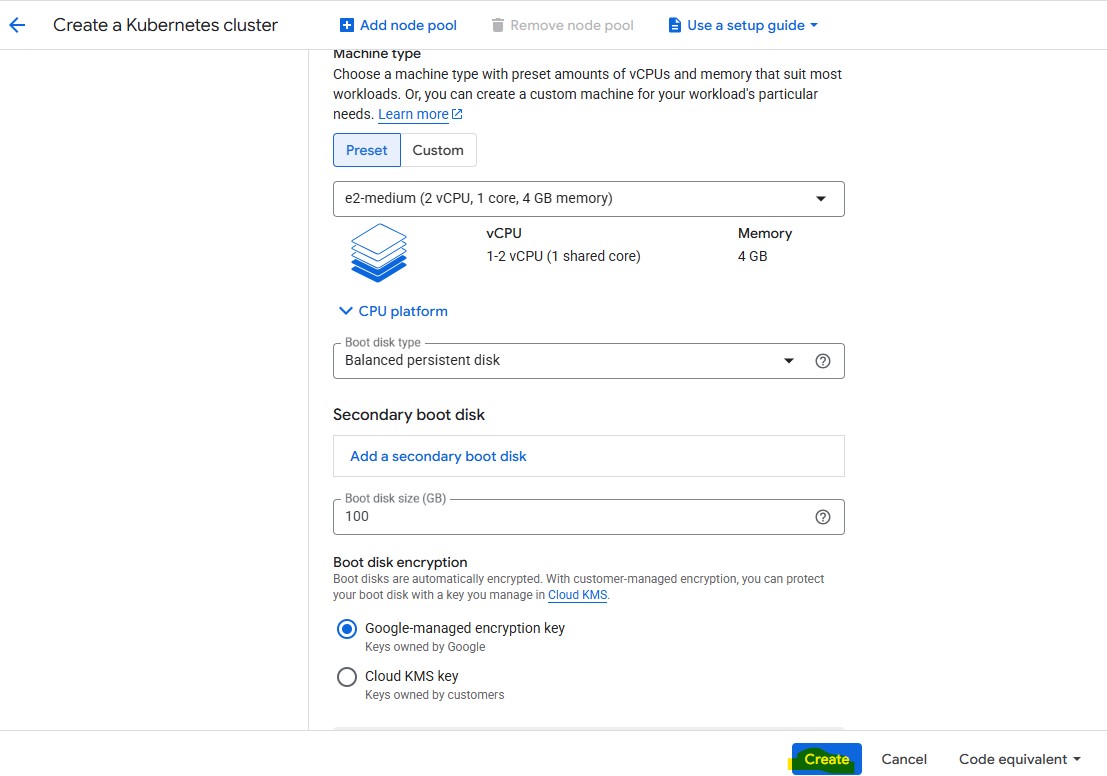 Create a Kubernetes cluster
Add node pool
Remove node pool
Use a setup guide
Machine type
Choose a machine type with preset amounts of vCPUs and memory that suit most
workloads. Or, you can create a custom machine for your workload's particular
needs. Learn more
Preset
Custom
e2-medium (2 vCPU, 1 core, 4 GB memory)
vCPU
Memory
1-2 vCPU (1 shared core)
4 GB
CPU platform
Boot disk type
Balanced persistent disk
Secondary boot disk
Add a secondary boot disk
Boot disk size (GB)
100
Boot disk encryption
Boot disks are automatically encrypted. With customer-managed encryption, you can protect
your boot disk with a key you manage in Cloud KMS.
Google-managed encryption key
Keys owned by Google
Cloud KMS key
Keys owned by customers
Create
Cancel
Code equivalent